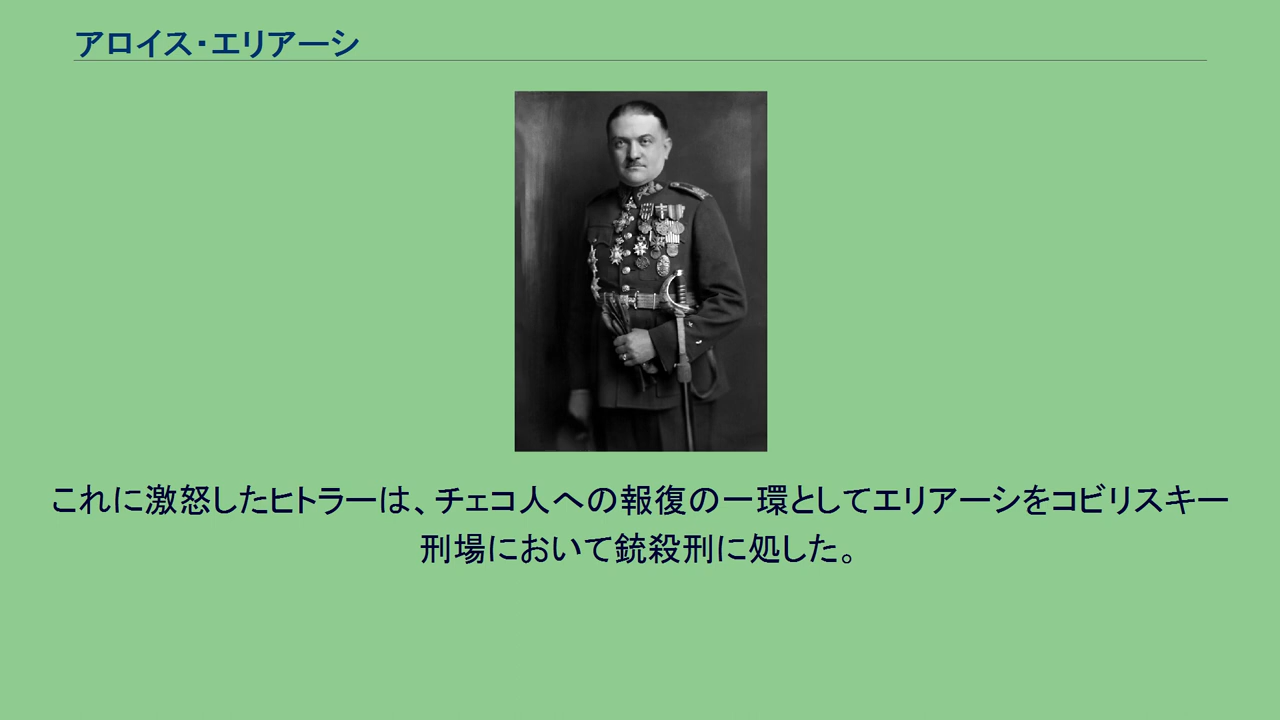 アロイス・エリアーシ
これに激怒したヒトラーは、チェコ人への報復の一環としてエリアーシをコビリスキー
刑場において銃殺刑に処した。